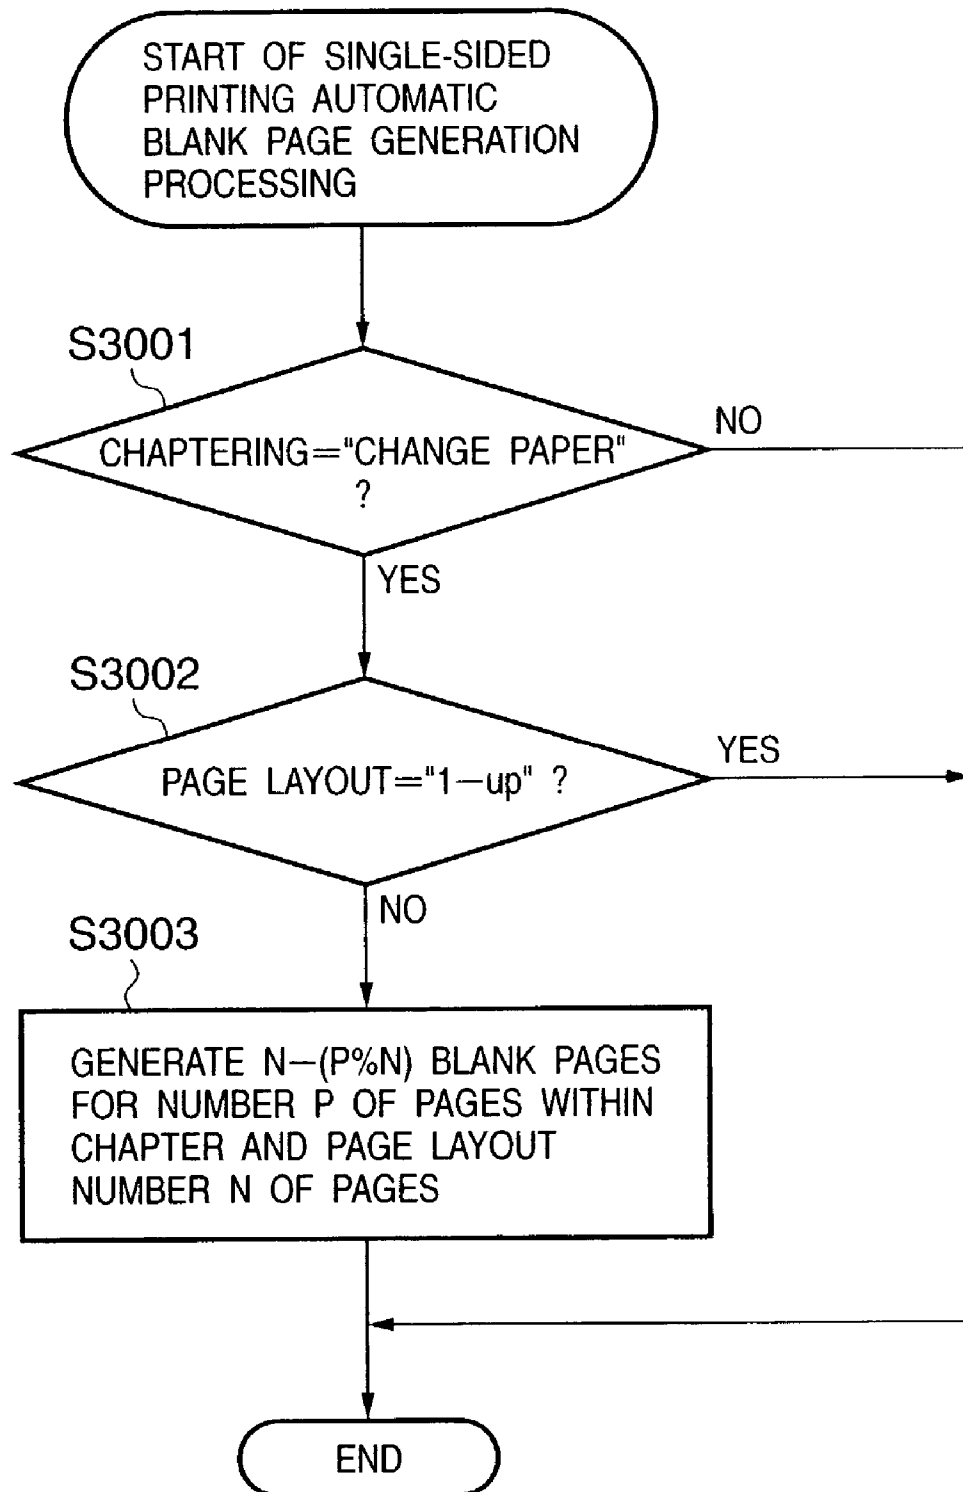 START OF SINGLE-SIDED
PRINTING AUTOMATIC
BLANK PAGE GENERATION
PROCESSING
S3001
CHAPTERING="CHANGE PAPER"
?
NO
YES
S3002
PAGE LAYOUT="1-up" ?
YES
NO
S3003
GENERATE N-(P%N) BLANK PAGES
FOR NUMBER P OF PAGES WITHIN
CHAPTER AND PAGE LAYOUT
NUMBER N OF PAGES
END